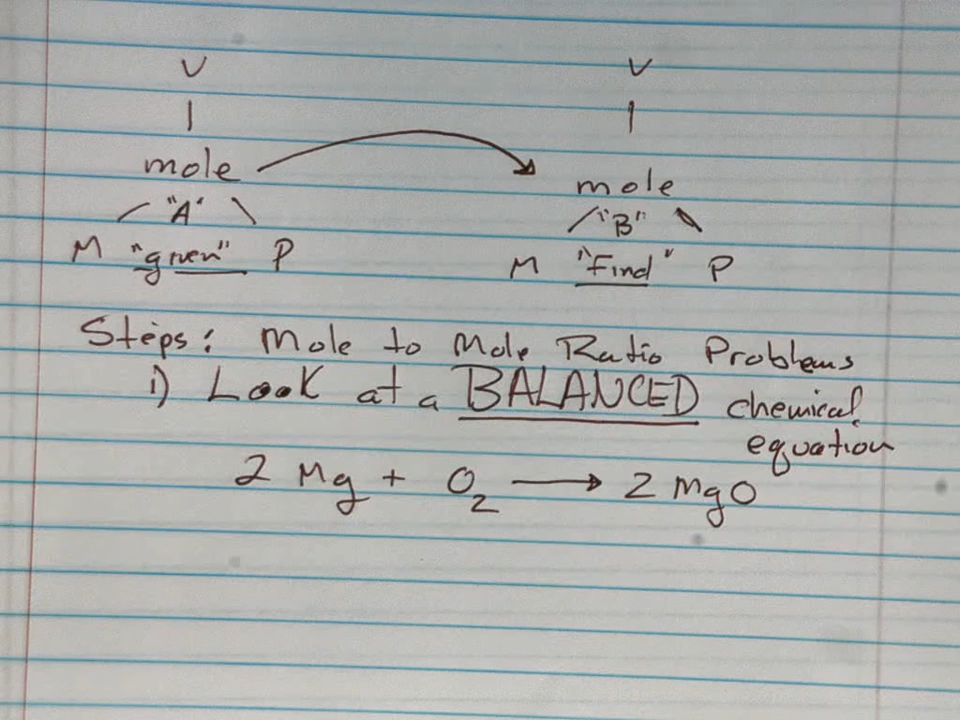 V V
mole mole
"A" "B"
M "given" P M "Find" P
Steps: Mole to Mole Ratio Problems
1) Look at a BALANCED chemical
equation
2 Mg + O₂ → 2 MgO